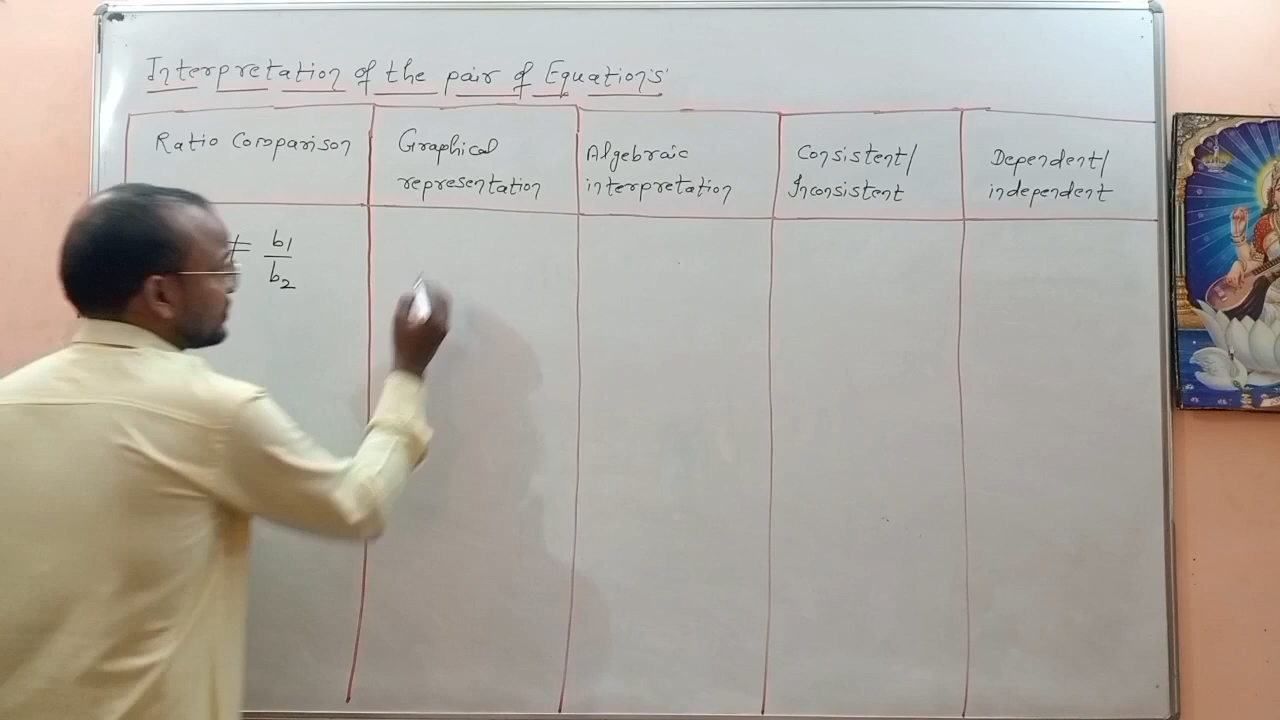 Interpretation of the pair of Equations
Ratio Comparison
Graphical
representation
Algebraic
interpretation
Consistent/
Inconsistent
Dependent/
independent
≠ b1
b2